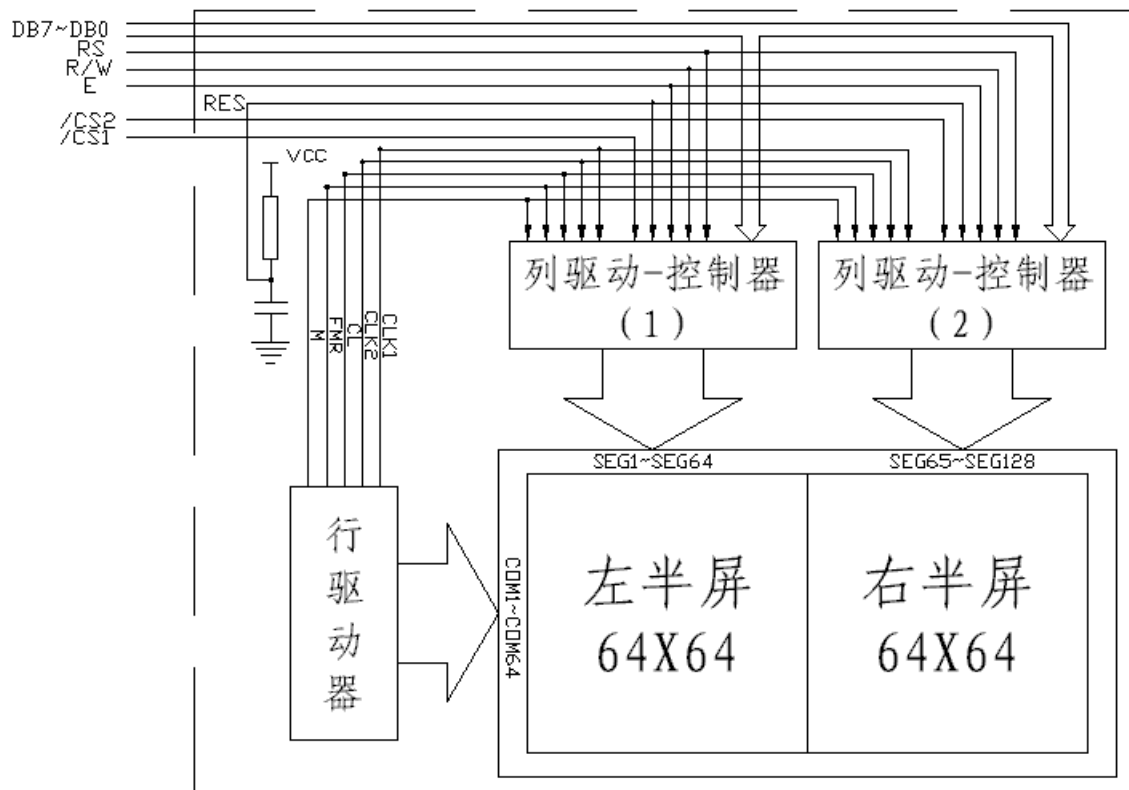 DB7~DB0
RS
R/W
E
RES
/CS2
/CS1
VCC
列驱动-控制器
(1)
列驱动-控制器
(2)
M
FMR
CL
CLK2
CLK1
SEG1~SEG64
SEG65~SEG128
行驱动器
COM1~COM64
左半屏
64X64
右半屏
64X64